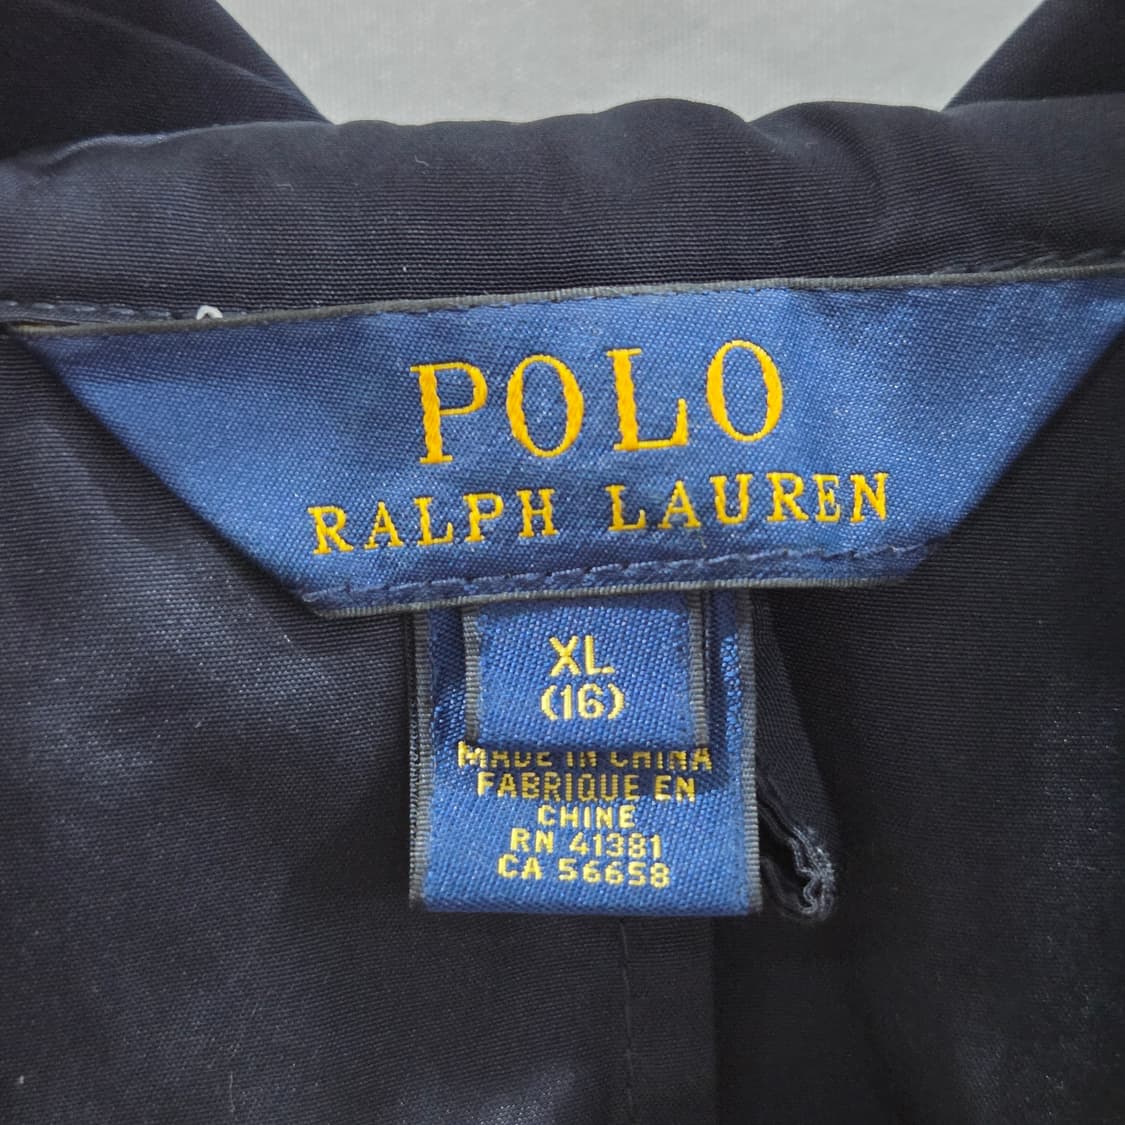 POLO
RALPH LAUREN
XL
(16)
MADE IN CHINA
FABRIQUE EN
CHINE
RN 41381
CA 56658